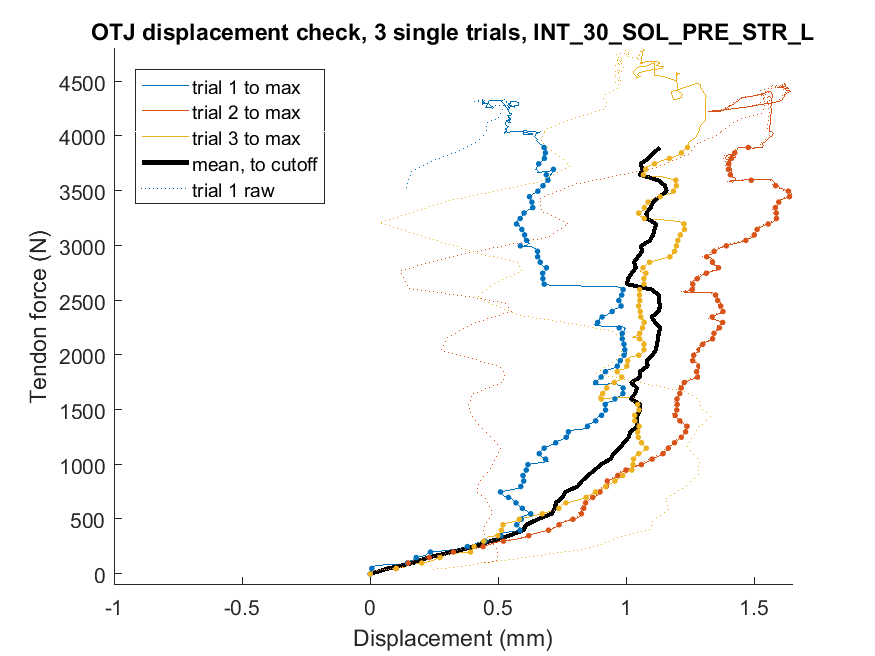 OTJ displacement check, 3 single trials, INT_30_SOL_PRE_STR_L
trial 1 to max
trial 2 to max
trial 3 to max
mean, to cutoff
trial 1 raw
Tendon force (N)
4500
4000
3500
3000
2500
2000
1500
1000
500
0
-1 -0.5 0 0.5 1 1.5
Displacement (mm)